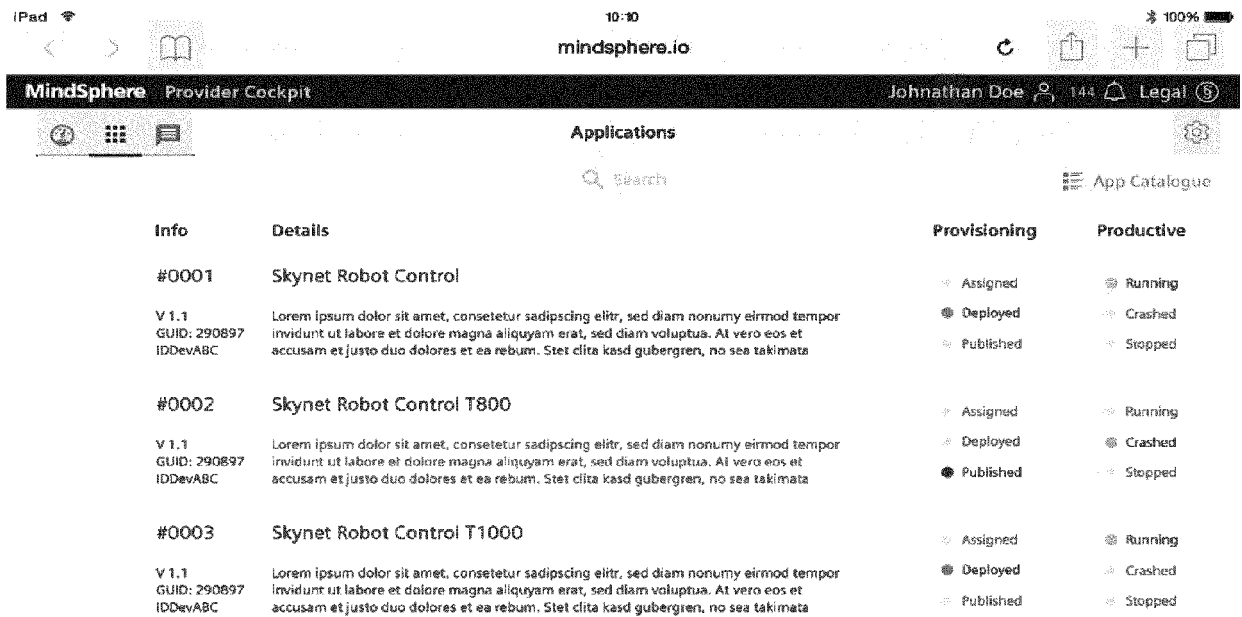 iPad 10:10 100%
mindsphere.io
MindSphere Provider Cockpit Johnathan Doe 144 Legal §
Applications
Search App Catalogue
Info Details Provisioning Productive
#0001 Skynet Robot Control
Assigned Running
V 1.1 Lorem ipsum dolor sit amet, consetetur sadipscing elitr, sed diam nonumy eirmod tempor Deployed Crashed
GUID: 290897 invidunt ut labore et dolore magna aliquyam erat, sed diam voluptua. At vero eos et
IDDevABC accusam et justo duo dolores et ea rebum. Stet clita kasd gubergren, no sea takimata Published Stopped
#0002 Skynet Robot Control T800
Assigned Running
V 1.1 Lorem ipsum dolor sit amet, consetetur sadipscing elitr, sed diam nonumy eirmod tempor Deployed Crashed
GUID: 290897 invidunt ut labore et dolore magna aliquyam erat, sed diam voluptua. At vero eos et
IDDevABC accusam et justo duo dolores et ea rebum. Stet clita kasd gubergren, no sea takimata Published Stopped
#0003 Skynet Robot Control T1000
Assigned Running
V 1.1 Lorem ipsum dolor sit amet, consetetur sadipscing elitr, sed diam nonumy eirmod tempor Deployed Crashed
GUID: 290897 invidunt ut labore et dolore magna aliquyam erat, sed diam voluptua. At vero eos et
IDDevABC accusam et justo duo dolores et ea rebum. Stet clita kasd gubergren, no sea takimata Published Stopped